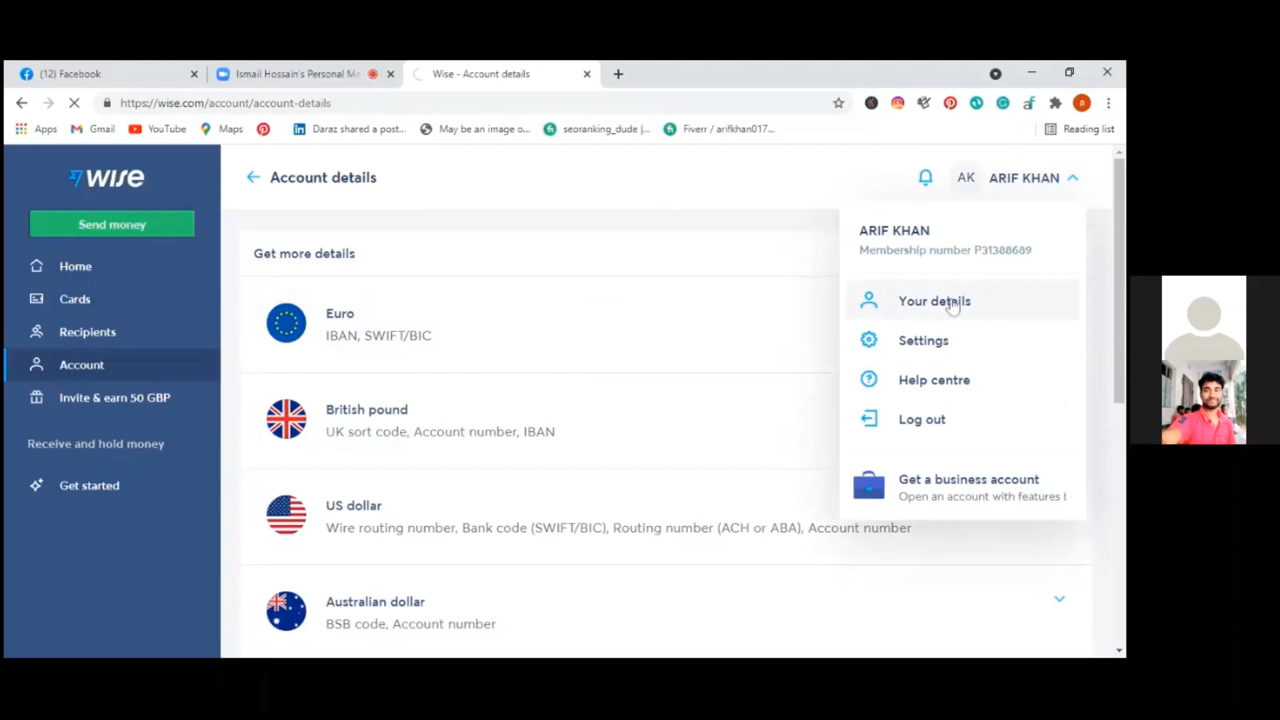 (12) Facebook
Ismail Hossain's Personal Me
Wise - Account details
https://wise.com/account/account-details
Apps
Gmail
YouTube
Maps
Daraz shared a post...
May be an image o...
seoranking_dude |...
Fiverr / arifkhan017...
Reading list
WISE
Send money
Home
Cards
Recipients
Account
Invite & earn 50 GBP
Receive and hold money
Get started
Account details
AK ARIF KHAN
Get more details
Euro
IBAN, SWIFT/BIC
British pound
UK sort code, Account number, IBAN
US dollar
Wire routing number, Bank code (SWIFT/BIC), Routing number (ACH or ABA), Account number
Australian dollar
BSB code, Account number
ARIF KHAN
Membership number P31388689
Your details
Settings
Help centre
Log out
Get a business account
Open an account with features t